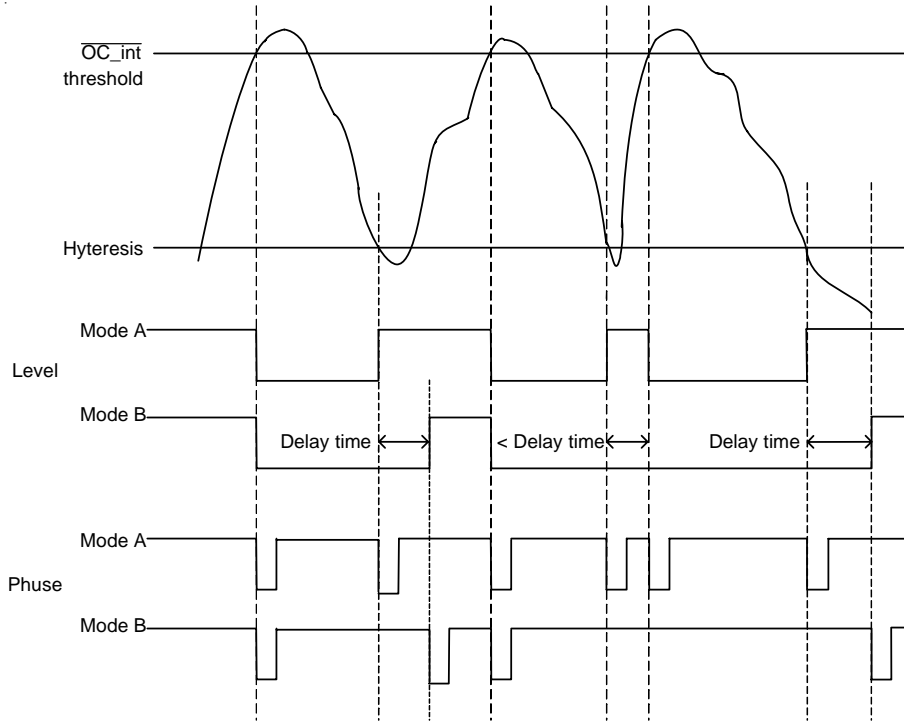 OC_int
threshold
Hyteresis
Mode A
Level
Mode B
Delay time
< Delay time
Delay time
Mode A
Phuse
Mode B